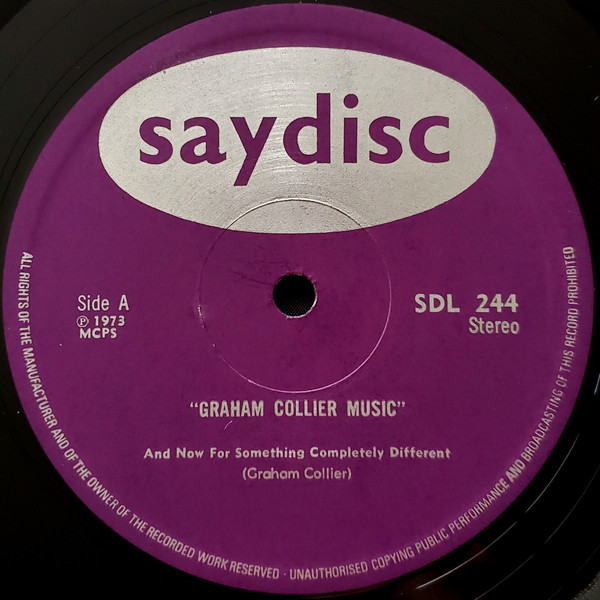 saydisc
Side A
℗ 1973
MCPS
SDL 244
Stereo
"GRAHAM COLLIER MUSIC"
And Now For Something Completely Different
(Graham Collier)
ALL RIGHTS OF THE MANUFACTURER AND OF THE OWNER OF THE RECORDED WORK RESERVED · UNAUTHORISED COPYING PUBLIC PERFORMANCE AND BROADCASTING OF THIS RECORD PROHIBITED